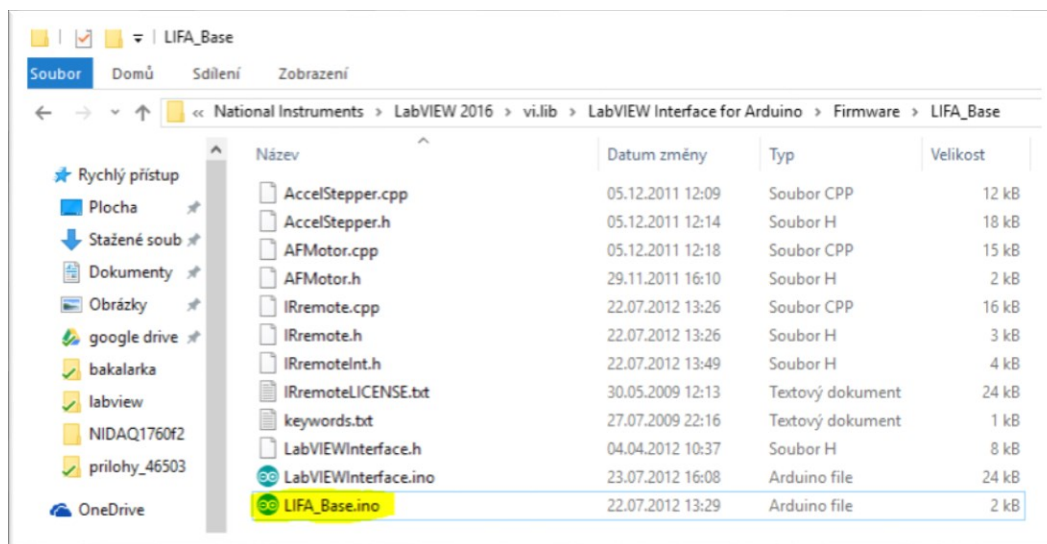 LIFA_Base
Soubor Domů Sdílení Zobrazení
« National Instruments > LabVIEW 2016 > vi.lib > LabVIEW Interface for Arduino > Firmware > LIFA_Base
Rychlý přístup
Plocha
Stažené soub
Dokumenty
Obrázky
google drive
bakalarka
labview
NIDAQ1760f2
prilohy_46503
OneDrive
Název Datum změny Typ Velikost
AccelStepper.cpp 05.12.2011 12:09 Soubor CPP 12 kB
AccelStepper.h 05.12.2011 12:14 Soubor H 18 kB
AFMotor.cpp 05.12.2011 12:18 Soubor CPP 15 kB
AFMotor.h 29.11.2011 16:10 Soubor H 2 kB
IRremote.cpp 22.07.2012 13:26 Soubor CPP 16 kB
IRremote.h 22.07.2012 13:26 Soubor H 3 kB
IRremoteInt.h 22.07.2012 13:49 Soubor H 4 kB
IRremoteLICENSE.txt 30.05.2009 12:13 Textový dokument 24 kB
keywords.txt 27.07.2009 22:16 Textový dokument 1 kB
LabVIEWInterface.h 04.04.2012 10:37 Soubor H 8 kB
LabVIEWInterface.ino 23.07.2012 16:08 Arduino file 24 kB
LIFA_Base.ino 22.07.2012 13:29 Arduino file 2 kB